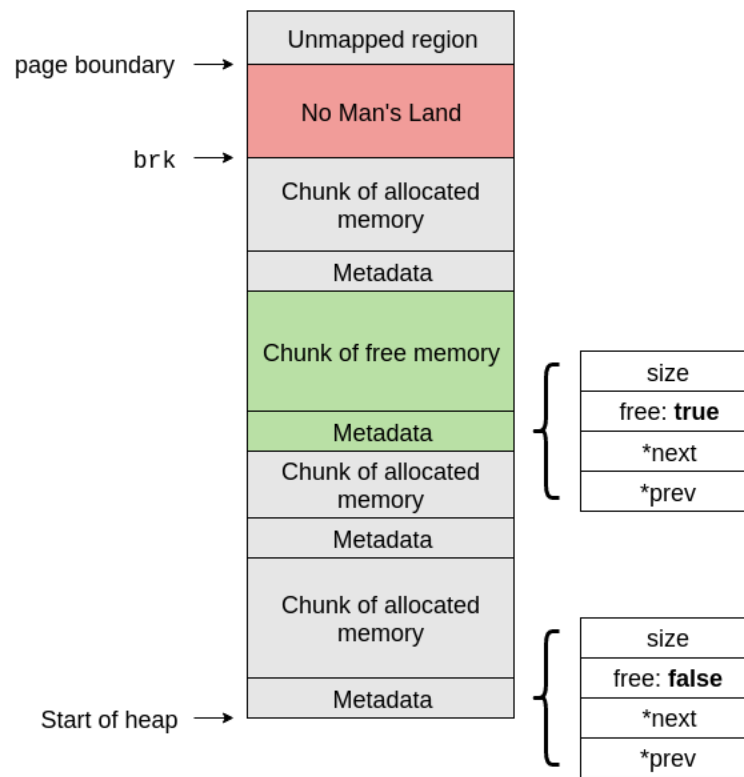 Unmapped region
page boundary
No Man's Land
brk
Chunk of allocated
memory
Metadata
Chunk of free memory
Metadata
Chunk of allocated
memory
Metadata
Chunk of allocated
memory
Metadata
Start of heap
size
free: true
*next
*prev
size
free: false
*next
*prev